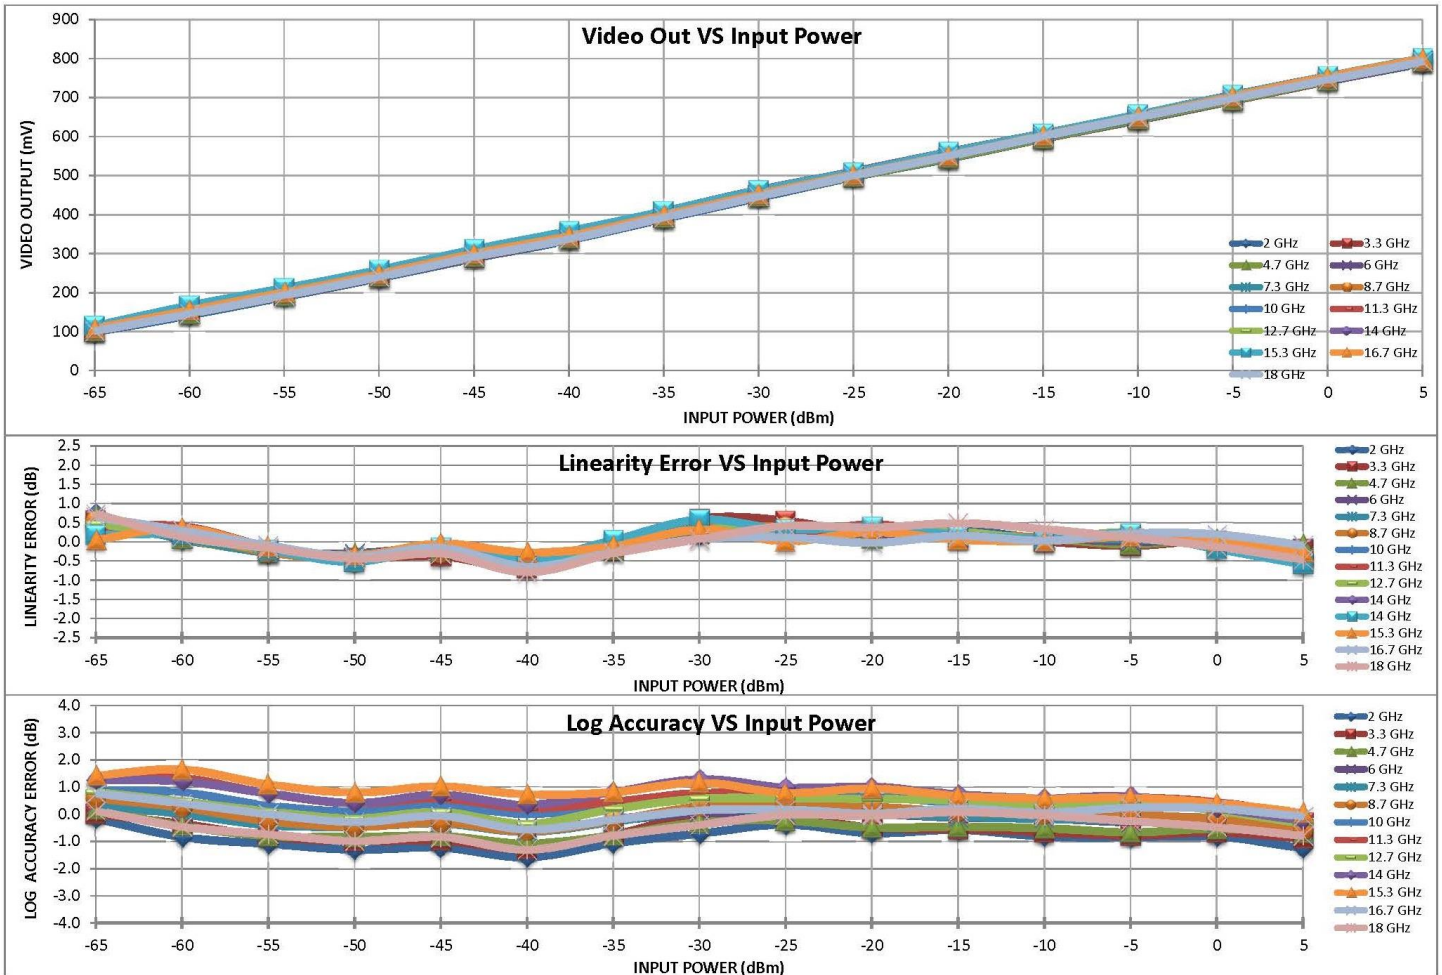 Video Out VS Input Power
900
800
700
600
500
400
300
200
100
0
VIDEO OUTPUT (mV)
-65 -60 -55 -50 -45 -40 -35 -30 -25 -20 -15 -10 -5 0 5
INPUT POWER (dBm)
2 GHz 3.3 GHz
4.7 GHz 6 GHz
7.3 GHz 8.7 GHz
10 GHz 11.3 GHz
12.7 GHz 14 GHz
15.3 GHz 16.7 GHz
18 GHz
Linearity Error VS Input Power
2.5
2.0
1.5
1.0
0.5
0.0
-0.5
-1.0
-1.5
-2.0
-2.5
LINEARITY ERROR (dB)
-65 -60 -55 -50 -45 -40 -35 -30 -25 -20 -15 -10 -5 0 5
INPUT POWER (dBm)
2 GHz
3.3 GHz
4.7 GHz
6 GHz
7.3 GHz
8.7 GHz
10 GHz
11.3 GHz
12.7 GHz
14 GHz
14 GHz
15.3 GHz
16.7 GHz
18 GHz
Log Accuracy VS Input Power
4.0
3.0
2.0
1.0
0.0
-1.0
-2.0
-3.0
-4.0
LOG ACCURACY ERROR (dB)
-65 -60 -55 -50 -45 -40 -35 -30 -25 -20 -15 -10 -5 0 5
INPUT POWER (dBm)
2 GHz
3.3 GHz
4.7 GHz
6 GHz
7.3 GHz
8.7 GHz
10 GHz
11.3 GHz
12.7 GHz
14 GHz
15.3 GHz
16.7 GHz
18 GHz